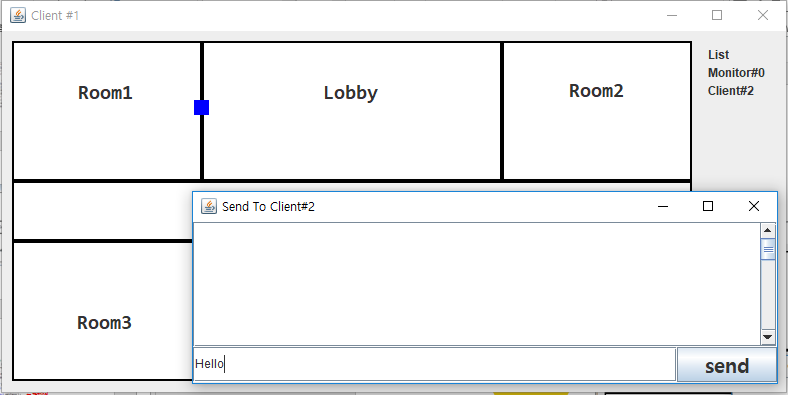 Client #1
Room1
Lobby
Room2
List
Monitor#0
Client#2
Send To Client#2
Room3
Hello
send